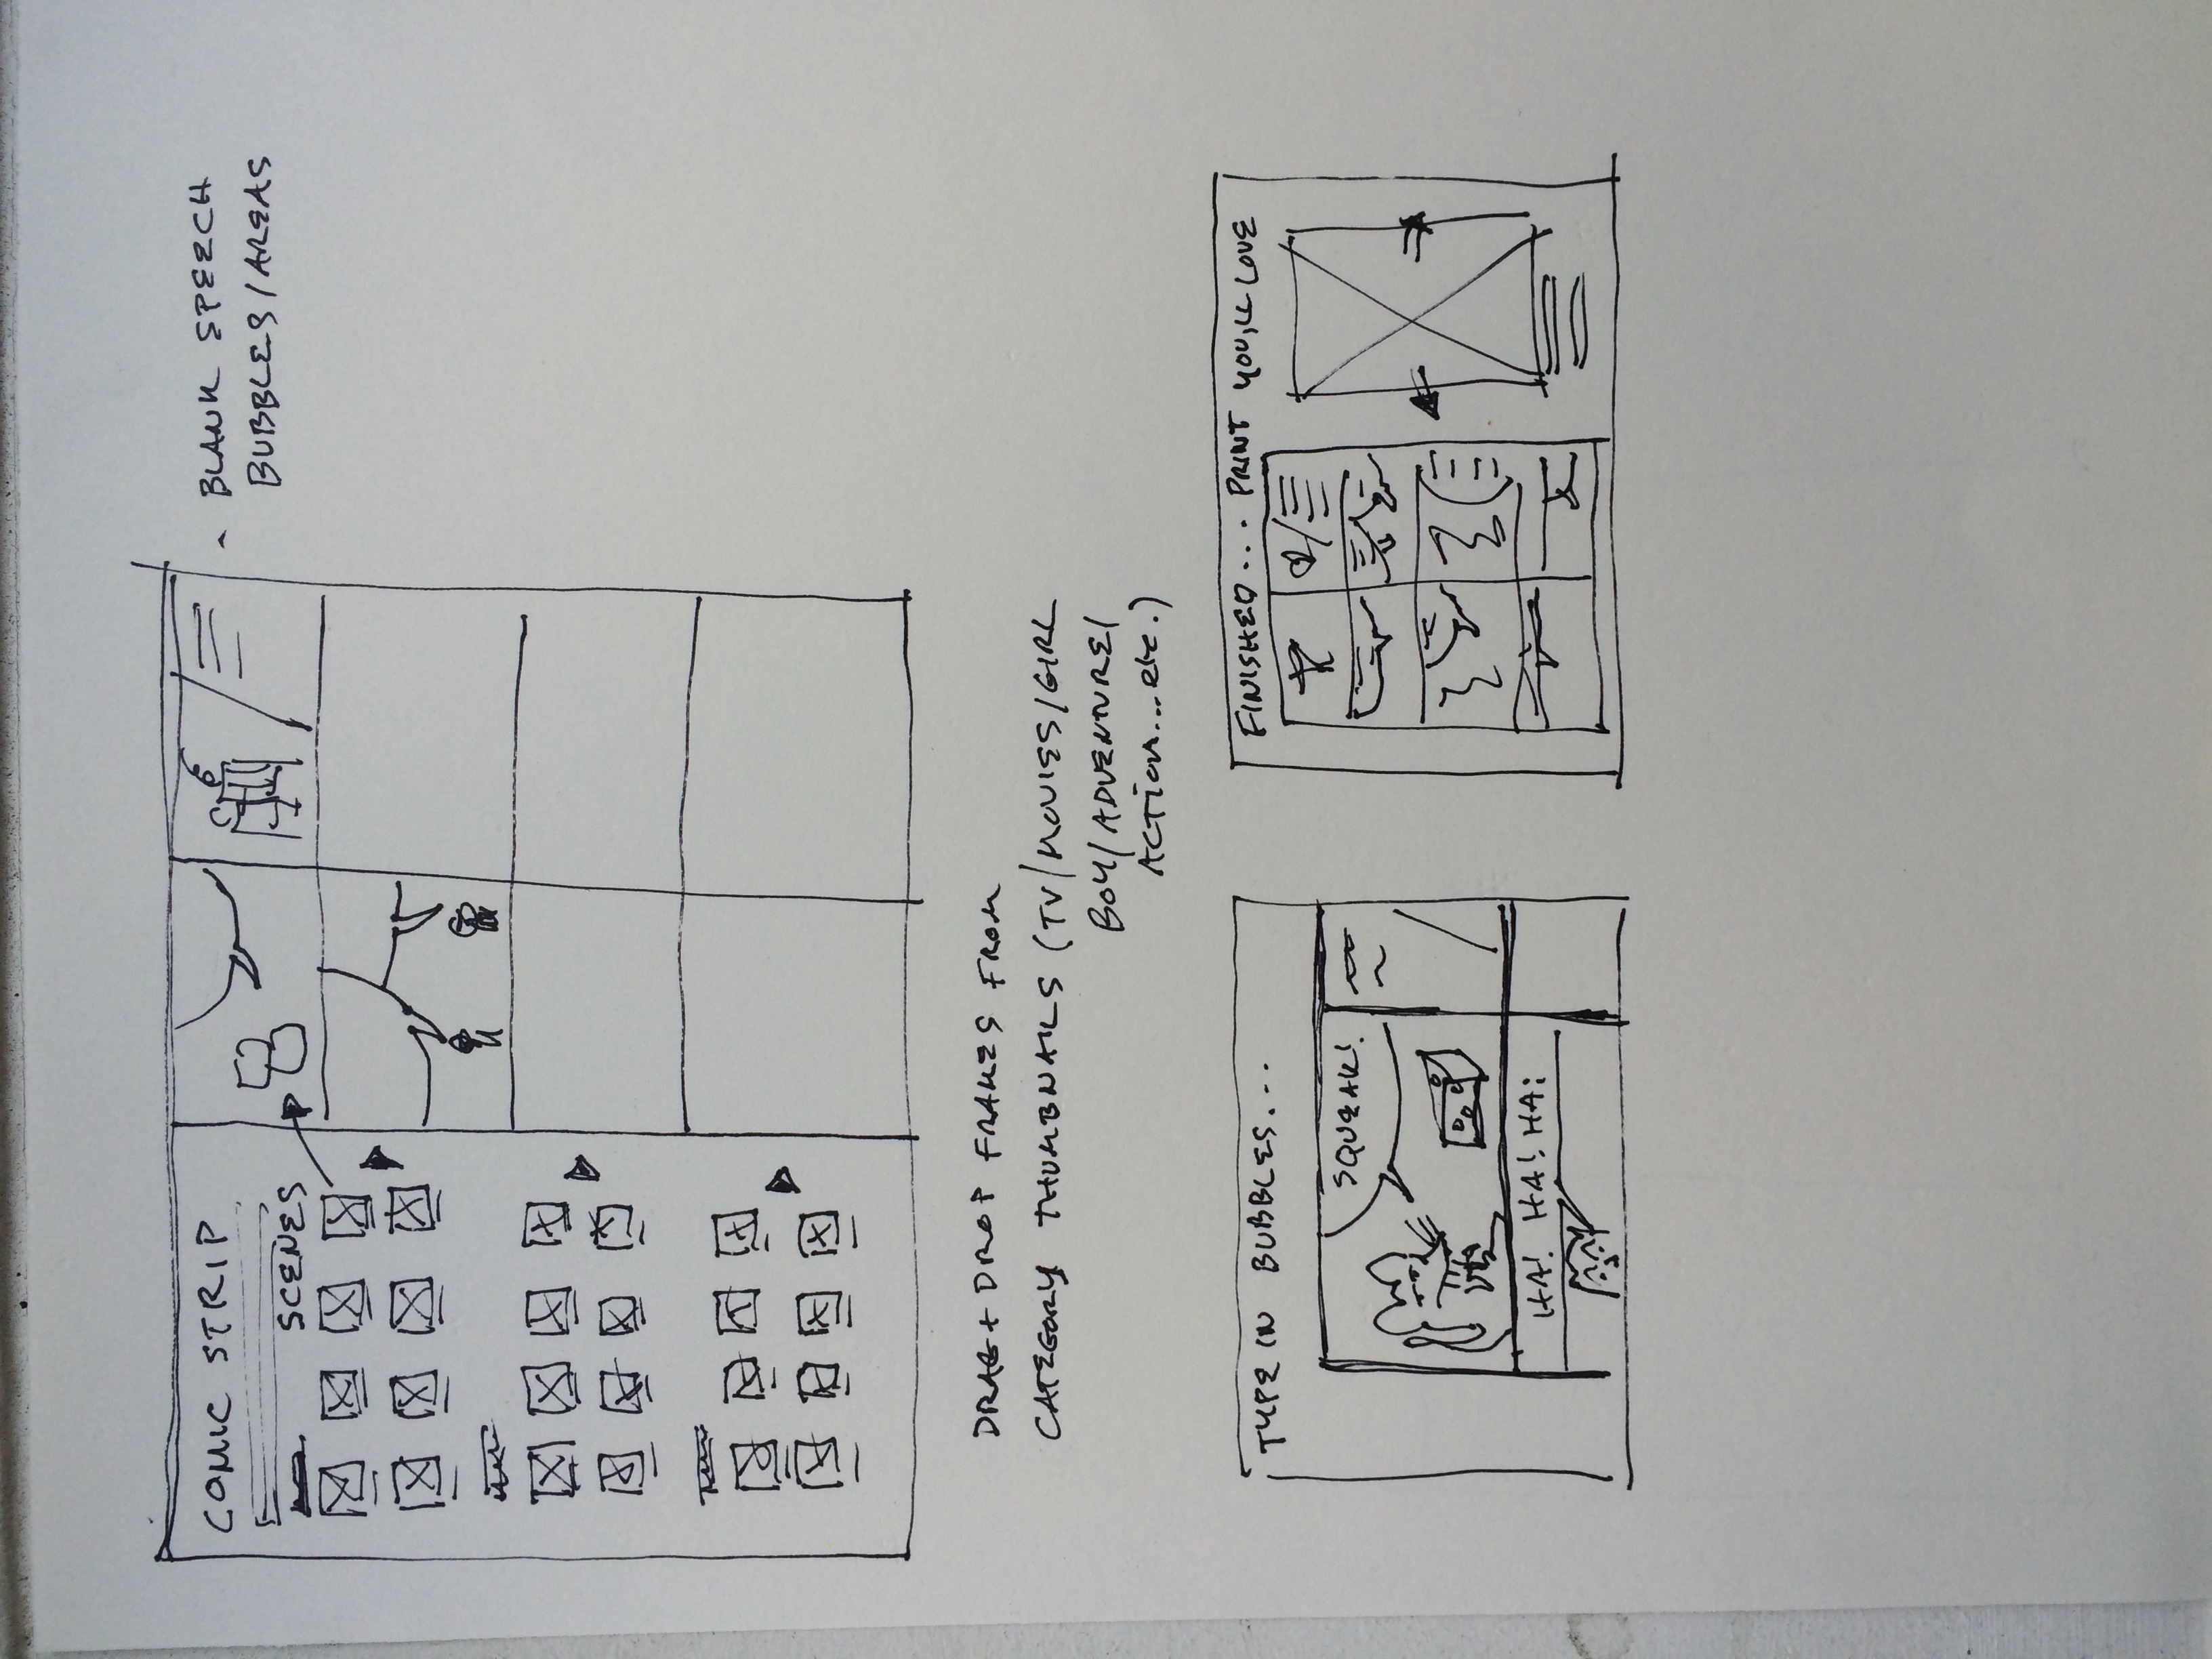 COMIC STRIP
SCENES
- BLANK SPEECH
BUBBLES/AREAS
DRAG + DROP FRAMES FROM
CATEGORY THUMBNAILS (TV/MOVIES/GIRL
BOY/ADVENTURE/
ACTION...etc.)
TYPE IN BUBBLES...
SQUEAK!
HA! HA! HA!
FINISHED... PRINT YOU'LL LOVE